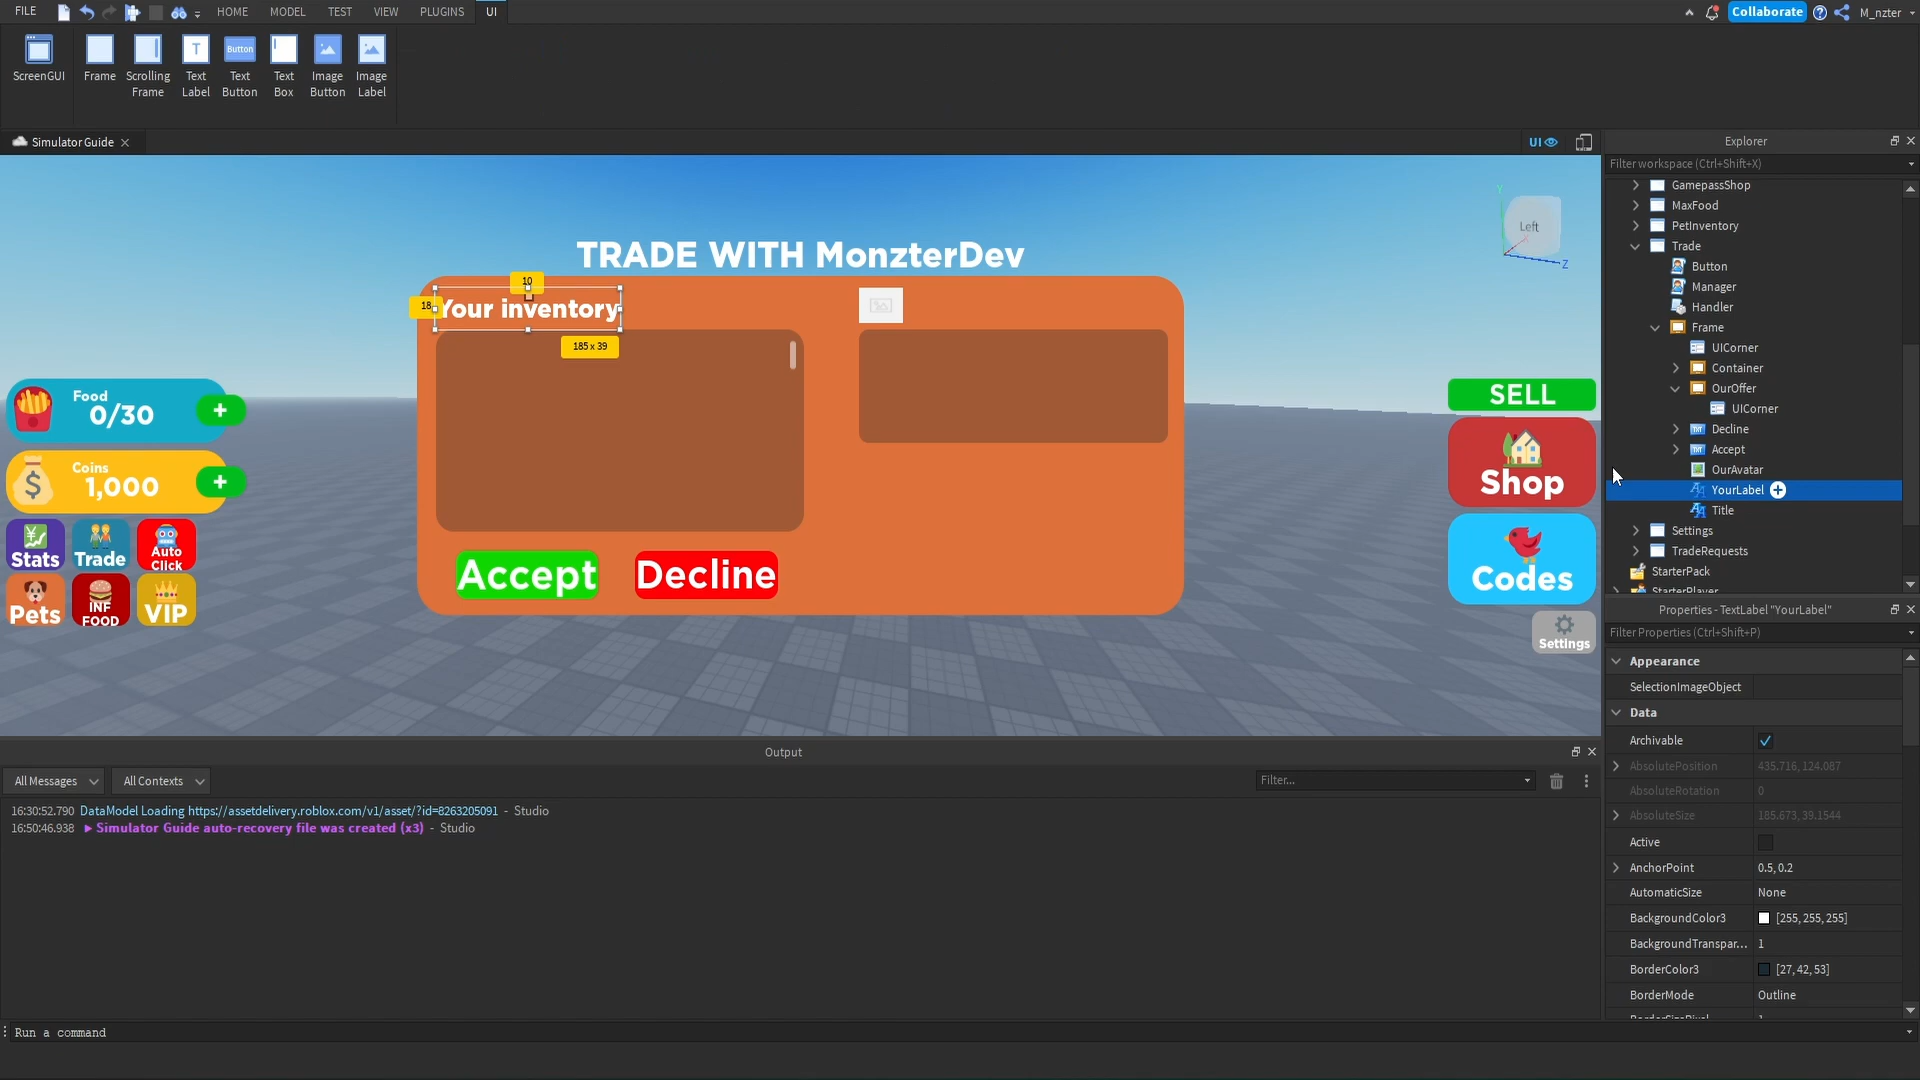 FILE HOME MODEL TEST VIEW PLUGINS UI Collaborate M_nzter
ScreenGUI Frame Scrolling Frame Text Label Button Text Button Text Box Image Button Image Label
Simulator Guide UI
TRADE WITH MonzterDev
10
18
Your inventory
185 x 39
Accept Decline
Food
0/30
+
Coins
1,000
+
Stats Trade Auto Click
Pets INF FOOD VIP
Left
Y
Z
SELL
Shop
Codes
Settings
Explorer
Filter workspace (Ctrl+Shift+X)
GamepassShop
MaxFood
PetInventory
Trade
Button
Manager
Handler
Frame
UICorner
Container
OurOffer
UICorner
Decline
Accept
OurAvatar
YourLabel
Title
Settings
TradeRequests
StarterPack
StarterPlayer
Properties - TextLabel "YourLabel"
Filter Properties (Ctrl+Shift+P)
Appearance
SelectionImageObject
Data
Archivable
AbsolutePosition 435.716, 124.087
AbsoluteRotation 0
AbsoluteSize 185.673, 39.1544
Active
AnchorPoint 0.5, 0.2
AutomaticSize None
BackgroundColor3 [255, 255, 255]
BackgroundTranspar... 1
BorderColor3 [27, 42, 53]
BorderMode Outline
BorderSizePixel 1
Output
All Messages All Contexts Filter...
16:30:52.790 DataModel Loading https://assetdelivery.roblox.com/v1/asset/?id=8263205091 - Studio
16:50:46.938 Simulator Guide auto-recovery file was created (x3) - Studio
Run a command